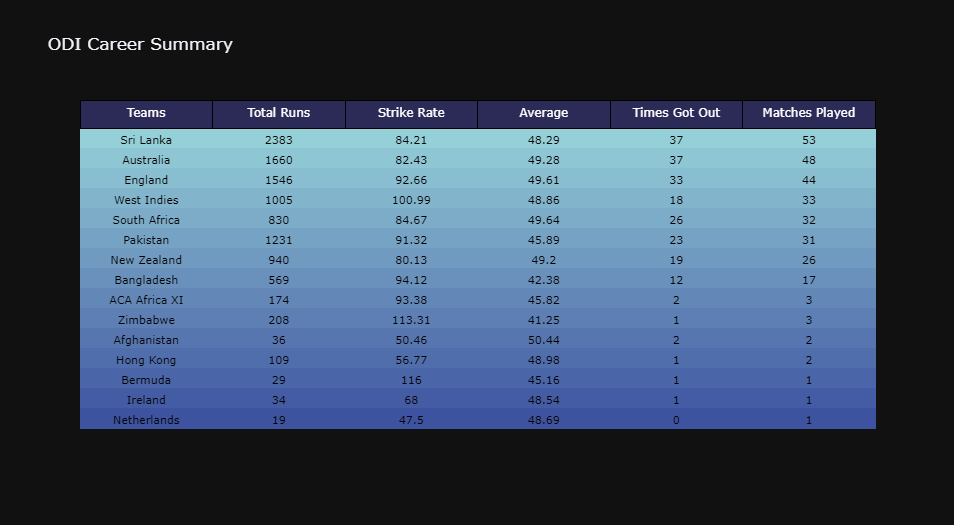 ODI Career Summary
Teams Total Runs Strike Rate Average Times Got Out Matches Played
Sri Lanka 2383 84.21 48.29 37 53
Australia 1660 82.43 49.28 37 48
England 1546 92.66 49.61 33 44
West Indies 1005 100.99 48.86 18 33
South Africa 830 84.67 49.64 26 32
Pakistan 1231 91.32 45.89 23 31
New Zealand 940 80.13 49.2 19 26
Bangladesh 569 94.12 42.38 12 17
ACA Africa XI 174 93.38 45.82 2 3
Zimbabwe 208 113.31 41.25 1 3
Afghanistan 36 50.46 50.44 2 2
Hong Kong 109 56.77 48.98 1 2
Bermuda 29 116 45.16 1 1
Ireland 34 68 48.54 1 1
Netherlands 19 47.5 48.69 0 1